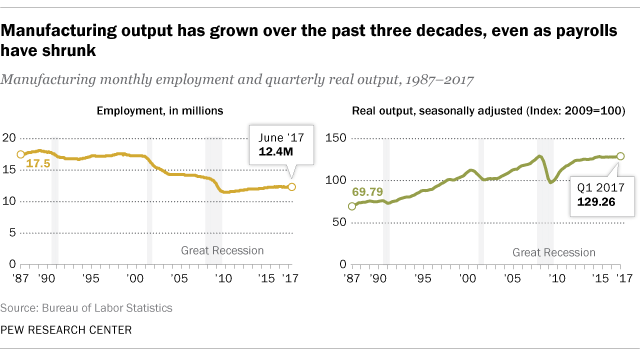 Manufacturing output has grown over the past three decades, even as payrolls
have shrunk
Manufacturing monthly employment and quarterly real output, 1987–2017
Employment, in millions
20
15
10
5
0
17.5
June ’17
12.4M
Great Recession
’87 ’90 ’95 ’00 ’05 ’10 ’15 ’17
Real output, seasonally adjusted (Index: 2009=100)
150
100
50
0
69.79
Q1 2017
129.26
Great Recession
’87 ’90 ’95 ’00 ’05 ’10 ’15 ’17
Source: Bureau of Labor Statistics
PEW RESEARCH CENTER